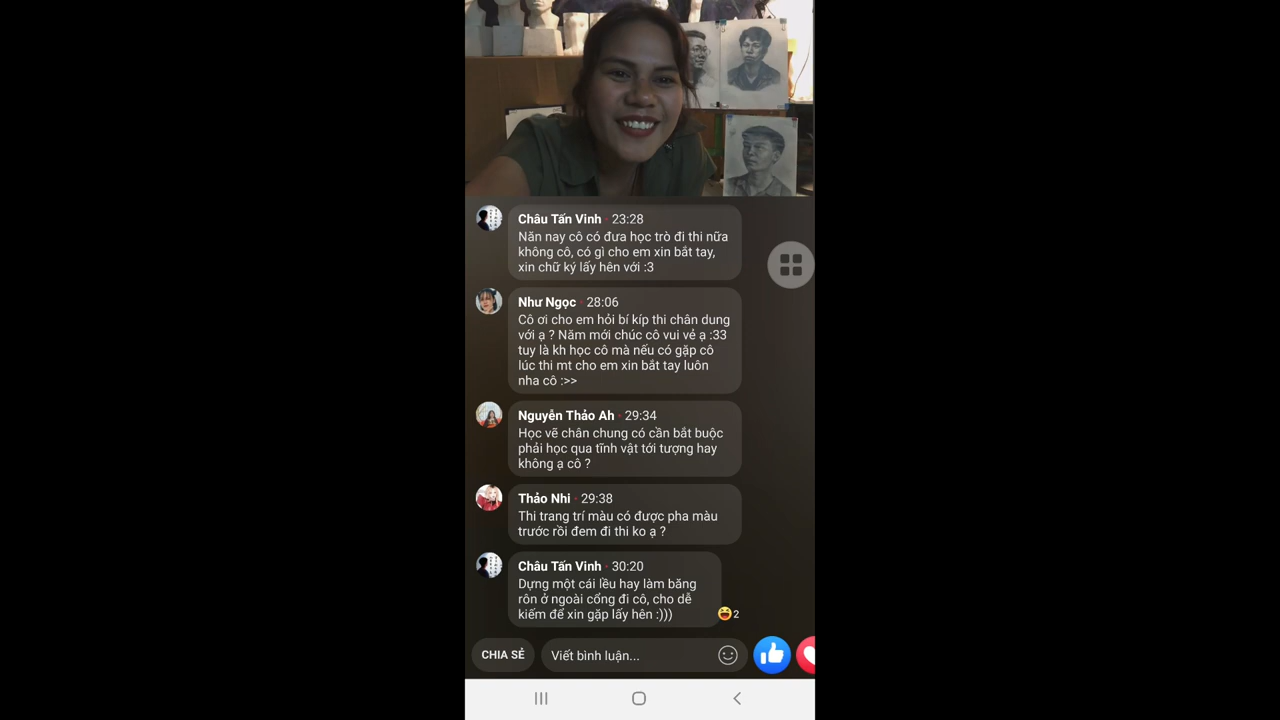 Châu Tấn Vinh · 23:28
Năn nay cô có đưa học trò đi thi nữa
không cô, có gì cho em xin bắt tay,
xin chữ ký lấy hên với :3
Như Ngọc · 28:06
Cô ơi cho em hỏi bí kíp thi chân dung
với ạ ? Năm mới chúc cô vui vẻ ạ :33
tuy là kh học cô mà nếu có gặp cô
lúc thi mt cho em xin bắt tay luôn
nha cô :>>
Nguyên Thảo Ah · 29:34
Học vẽ chân chung có cần bắt buộc
phải học qua tĩnh vật tới tượng hay
không ạ cô ?
Thảo Nhi · 29:38
Thi trang trí màu có được pha màu
trước rồi đem đi thi ko ạ ?
Châu Tấn Vinh · 30:20
Dựng một cái lều hay làm băng
rôn ở ngoài cổng đi cô, cho dễ
kiếm để xin gặp lấy hên :)))
2
CHIA SẺ
Viết bình luận...